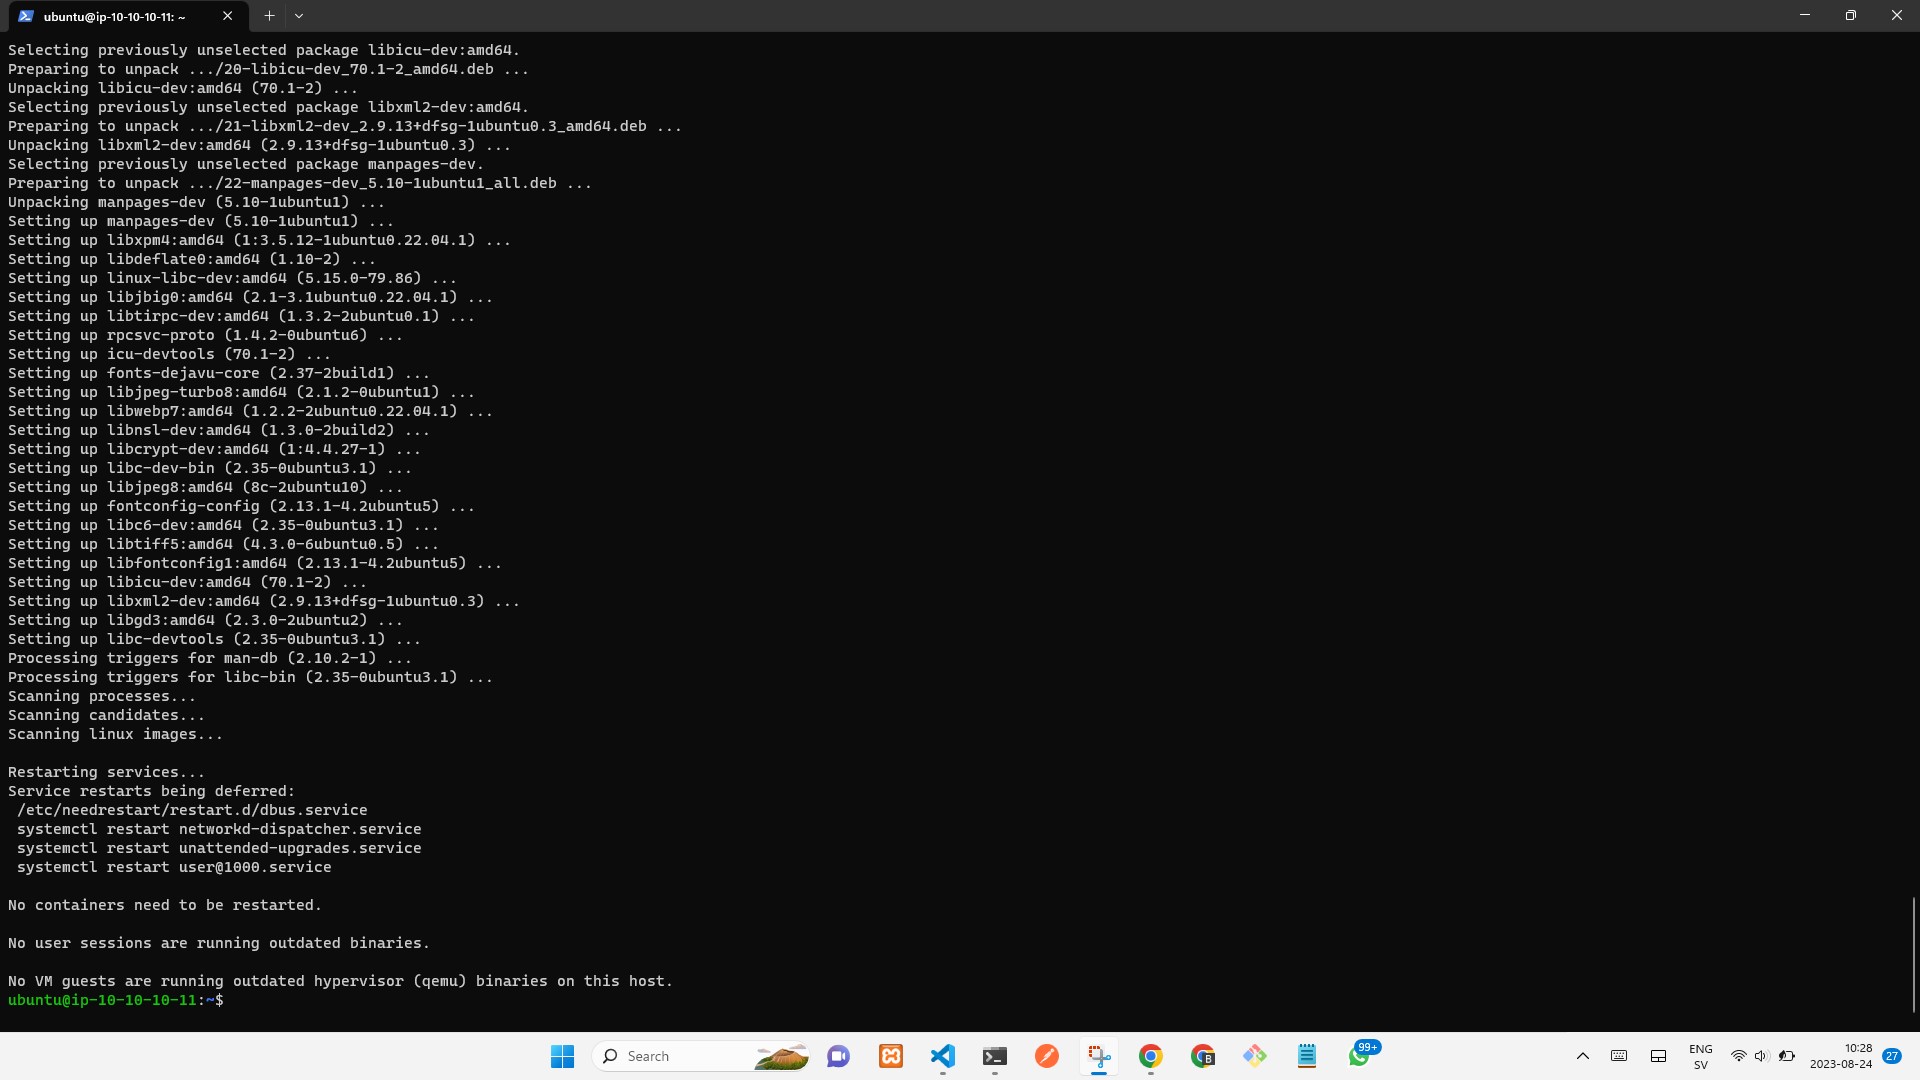 ubuntu@ip-10-10-10-11: ~
Selecting previously unselected package libicu-dev:amd64.
Preparing to unpack .../20-libicu-dev_70.1-2_amd64.deb ...
Unpacking libicu-dev:amd64 (70.1-2) ...
Selecting previously unselected package libxml2-dev:amd64.
Preparing to unpack .../21-libxml2-dev_2.9.13+dfsg-1ubuntu0.3_amd64.deb ...
Unpacking libxml2-dev:amd64 (2.9.13+dfsg-1ubuntu0.3) ...
Selecting previously unselected package manpages-dev.
Preparing to unpack .../22-manpages-dev_5.10-1ubuntu1_all.deb ...
Unpacking manpages-dev (5.10-1ubuntu1) ...
Setting up manpages-dev (5.10-1ubuntu1) ...
Setting up libxpm4:amd64 (1:3.5.12-1ubuntu0.22.04.1) ...
Setting up libdeflate0:amd64 (1.10-2) ...
Setting up linux-libc-dev:amd64 (5.15.0-79.86) ...
Setting up libjbig0:amd64 (2.1-3.1ubuntu0.22.04.1) ...
Setting up libtirpc-dev:amd64 (1.3.2-2ubuntu0.1) ...
Setting up rpcsvc-proto (1.4.2-0ubuntu6) ...
Setting up icu-devtools (70.1-2) ...
Setting up fonts-dejavu-core (2.37-2build1) ...
Setting up libjpeg-turbo8:amd64 (2.1.2-0ubuntu1) ...
Setting up libwebp7:amd64 (1.2.2-2ubuntu0.22.04.1) ...
Setting up libnsl-dev:amd64 (1.3.0-2build2) ...
Setting up libcrypt-dev:amd64 (1:4.4.27-1) ...
Setting up libc-dev-bin (2.35-0ubuntu3.1) ...
Setting up libjpeg8:amd64 (8c-2ubuntu10) ...
Setting up fontconfig-config (2.13.1-4.2ubuntu5) ...
Setting up libc6-dev:amd64 (2.35-0ubuntu3.1) ...
Setting up libtiff5:amd64 (4.3.0-6ubuntu0.5) ...
Setting up libfontconfig1:amd64 (2.13.1-4.2ubuntu5) ...
Setting up libicu-dev:amd64 (70.1-2) ...
Setting up libxml2-dev:amd64 (2.9.13+dfsg-1ubuntu0.3) ...
Setting up libgd3:amd64 (2.3.0-2ubuntu2) ...
Setting up libc-devtools (2.35-0ubuntu3.1) ...
Processing triggers for man-db (2.10.2-1) ...
Processing triggers for libc-bin (2.35-0ubuntu3.1) ...
Scanning processes...
Scanning candidates...
Scanning linux images...
Restarting services...
Service restarts being deferred:
/etc/needrestart/restart.d/dbus.service
systemctl restart networkd-dispatcher.service
systemctl restart unattended-upgrades.service
systemctl restart user@1000.service
No containers need to be restarted.
No user sessions are running outdated binaries.
No VM guests are running outdated hypervisor (qemu) binaries on this host.
ubuntu@ip-10-10-10-11:~$
Search
B
99+
ENG
SV
10:28
2023-08-24
27